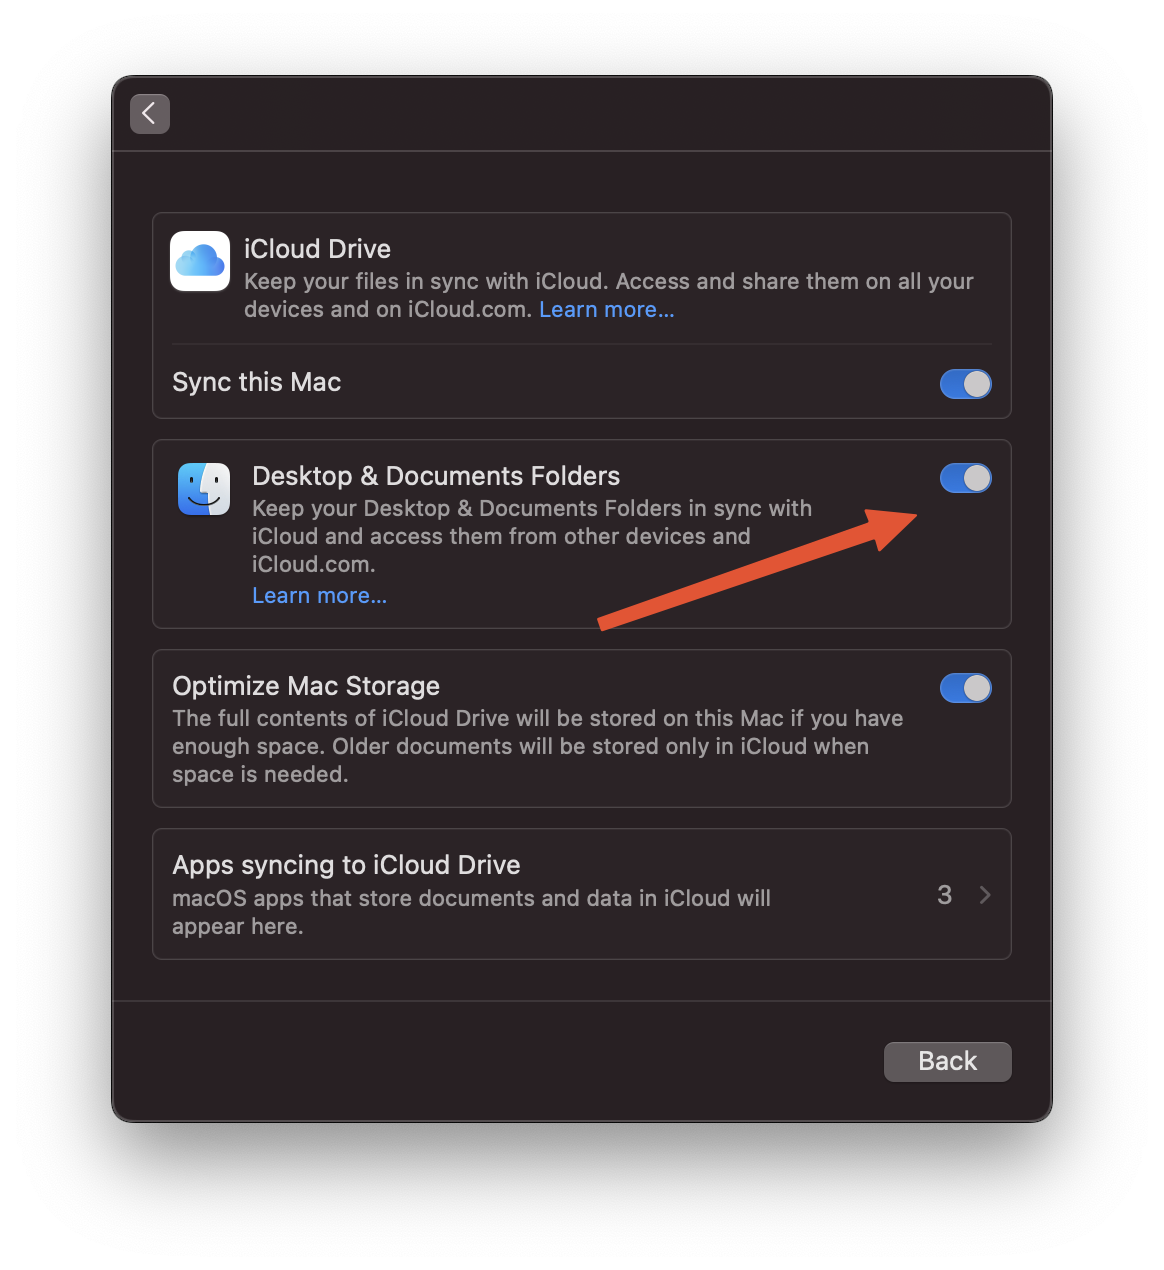 iCloud Drive
Keep your files in sync with iCloud. Access and share them on all your
devices and on iCloud.com. Learn more...
Sync this Mac
Desktop & Documents Folders
Keep your Desktop & Documents Folders in sync with
iCloud and access them from other devices and
iCloud.com.
Learn more...
Optimize Mac Storage
The full contents of iCloud Drive will be stored on this Mac if you have
enough space. Older documents will be stored only in iCloud when
space is needed.
Apps syncing to iCloud Drive
macOS apps that store documents and data in iCloud will
appear here.
3
Back